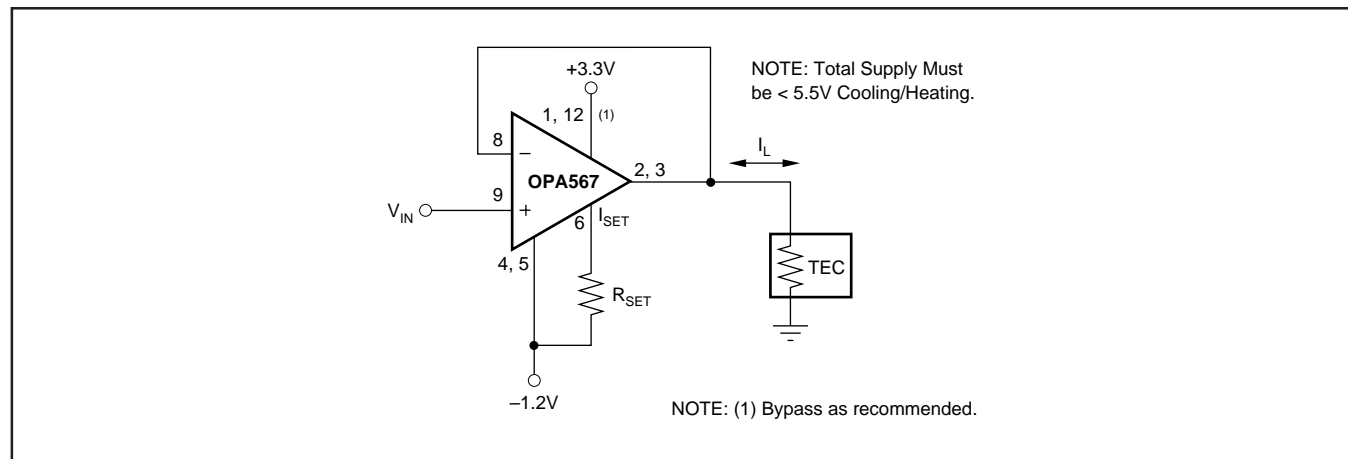 +3.3V
NOTE: Total Supply Must
be < 5.5V Cooling/Heating.
1, 12
(1)
8
−
I_L
OPA567
2, 3
9
V_IN
+
6
I_SET
4, 5
TEC
R_SET
–1.2V
NOTE: (1) Bypass as recommended.